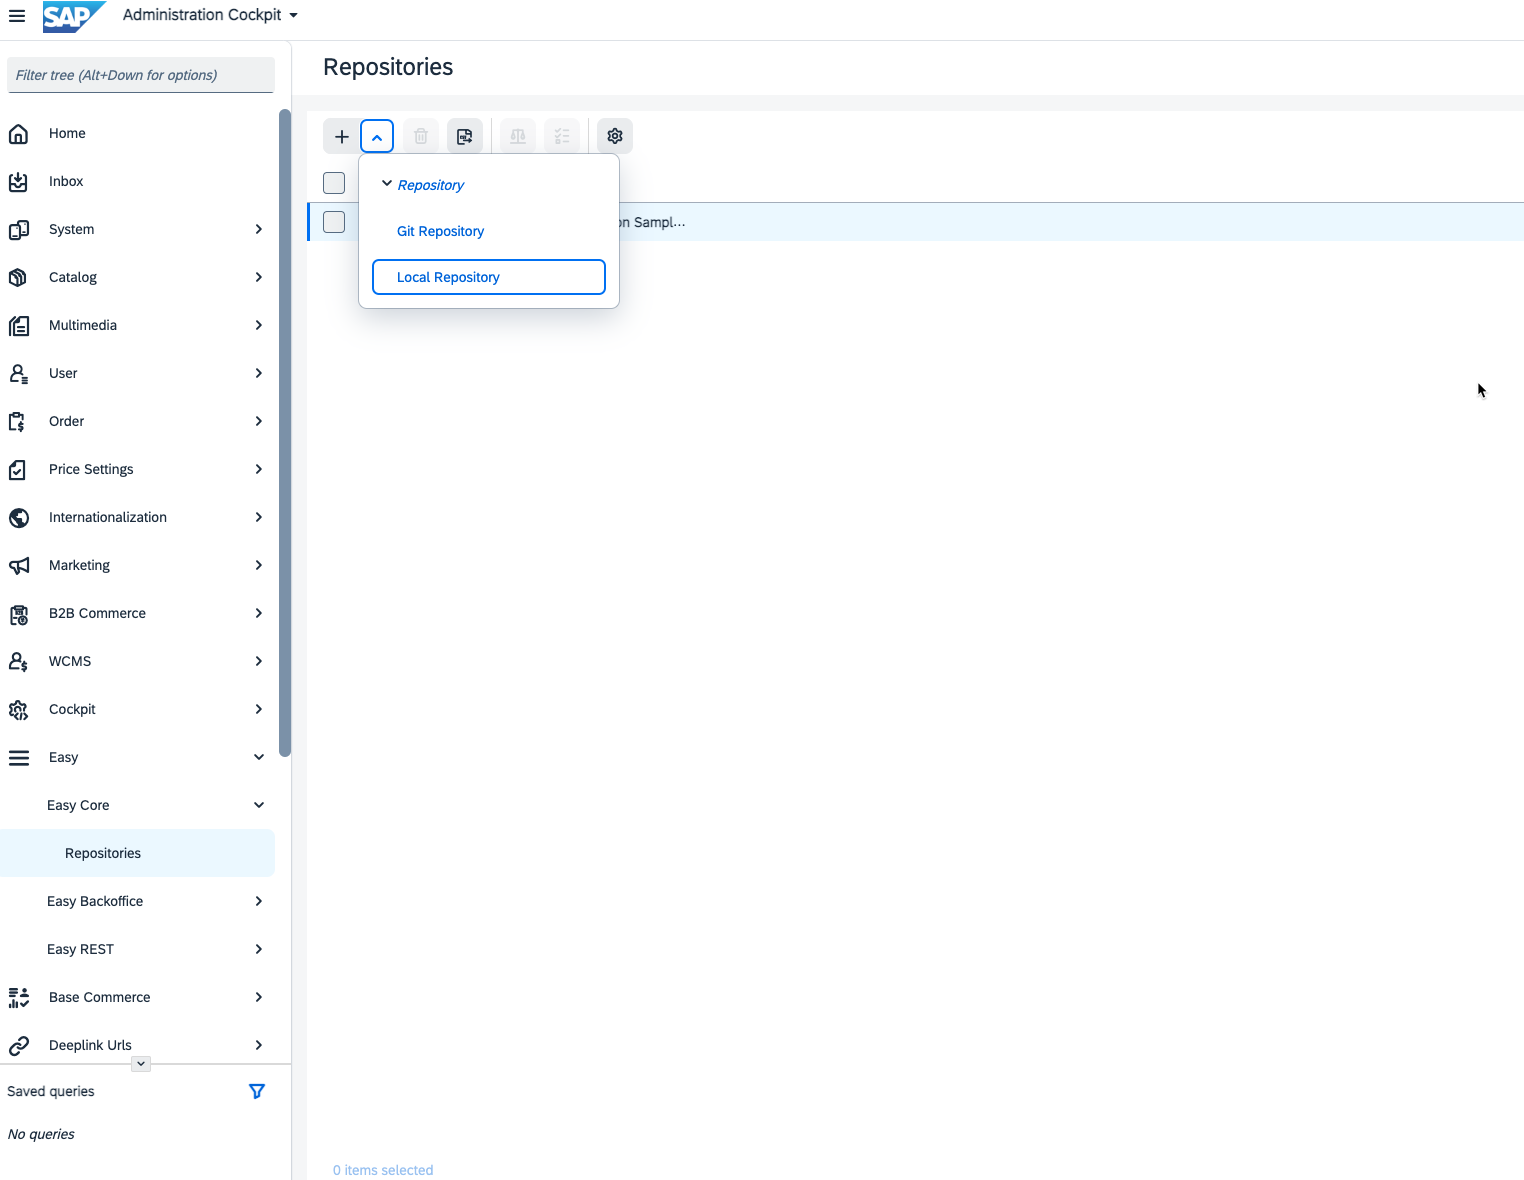 SAP Administration Cockpit
Filter tree (Alt+Down for options)
Home
Inbox
System
Catalog
Multimedia
User
Order
Price Settings
Internationalization
Marketing
B2B Commerce
WCMS
Cockpit
Easy
Easy Core
Repositories
Easy Backoffice
Easy REST
Base Commerce
Deeplink Urls
Saved queries
No queries
Repositories
Repository
Git Repository
Local Repository
on Sampl...
0 items selected